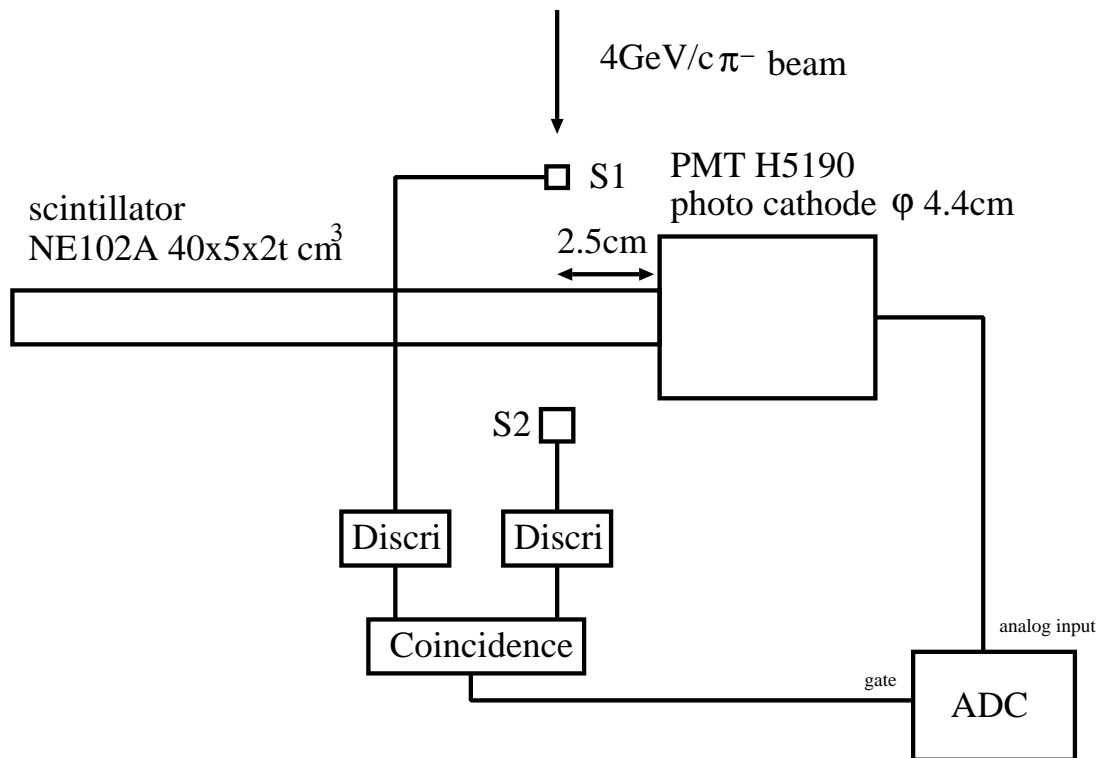 4GeV/c π− beam
S1
PMT H5190
photo cathode φ 4.4cm
scintillator
NE102A 40x5x2t cm3
2.5cm
S2
Discri
Discri
Coincidence
analog input
gate
ADC